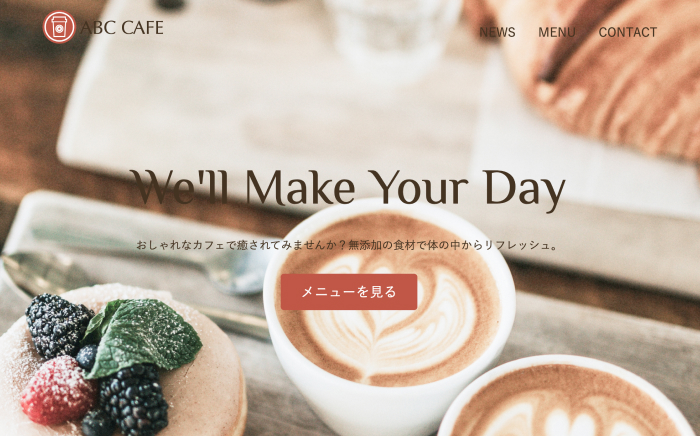 ABC CAFE
NEWS MENU CONTACT
We'll Make Your Day
おしゃれなカフェで癒されてみませんか？無添加の食材で体の中からリフレッシュ。
メニューを見る